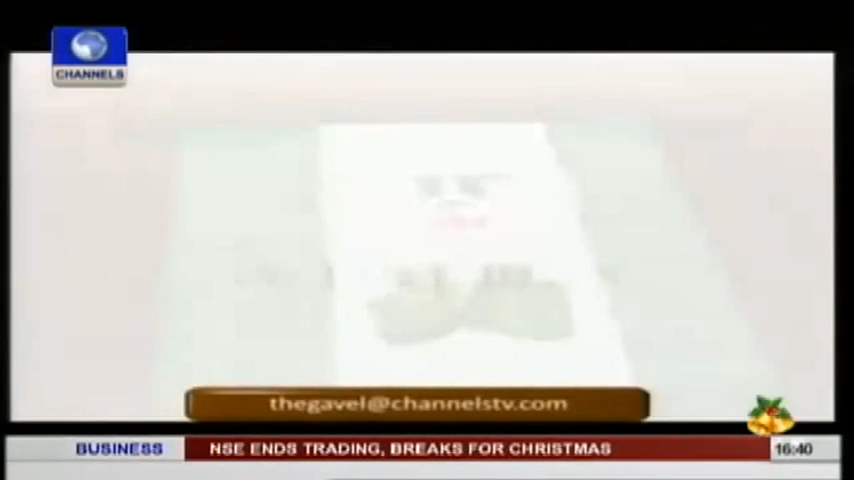 CHANNELS
thegavel@channelstv.com
BUSINESS
NSE ENDS TRADING, BREAKS FOR CHRISTMAS
16:40